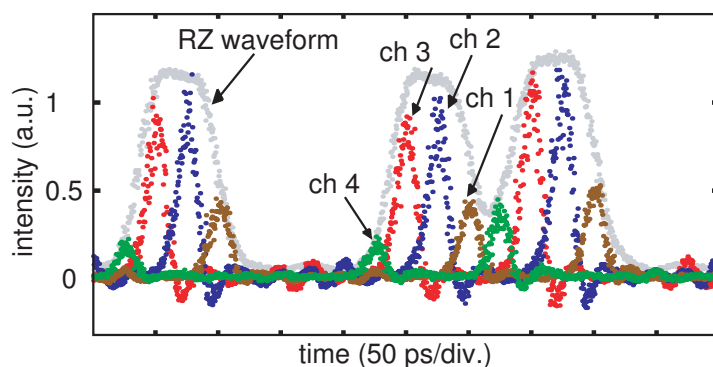 RZ waveform
ch 3
ch 2
ch 1
ch 4
1
0.5
0
intensity (a.u.)
time (50 ps/div.)